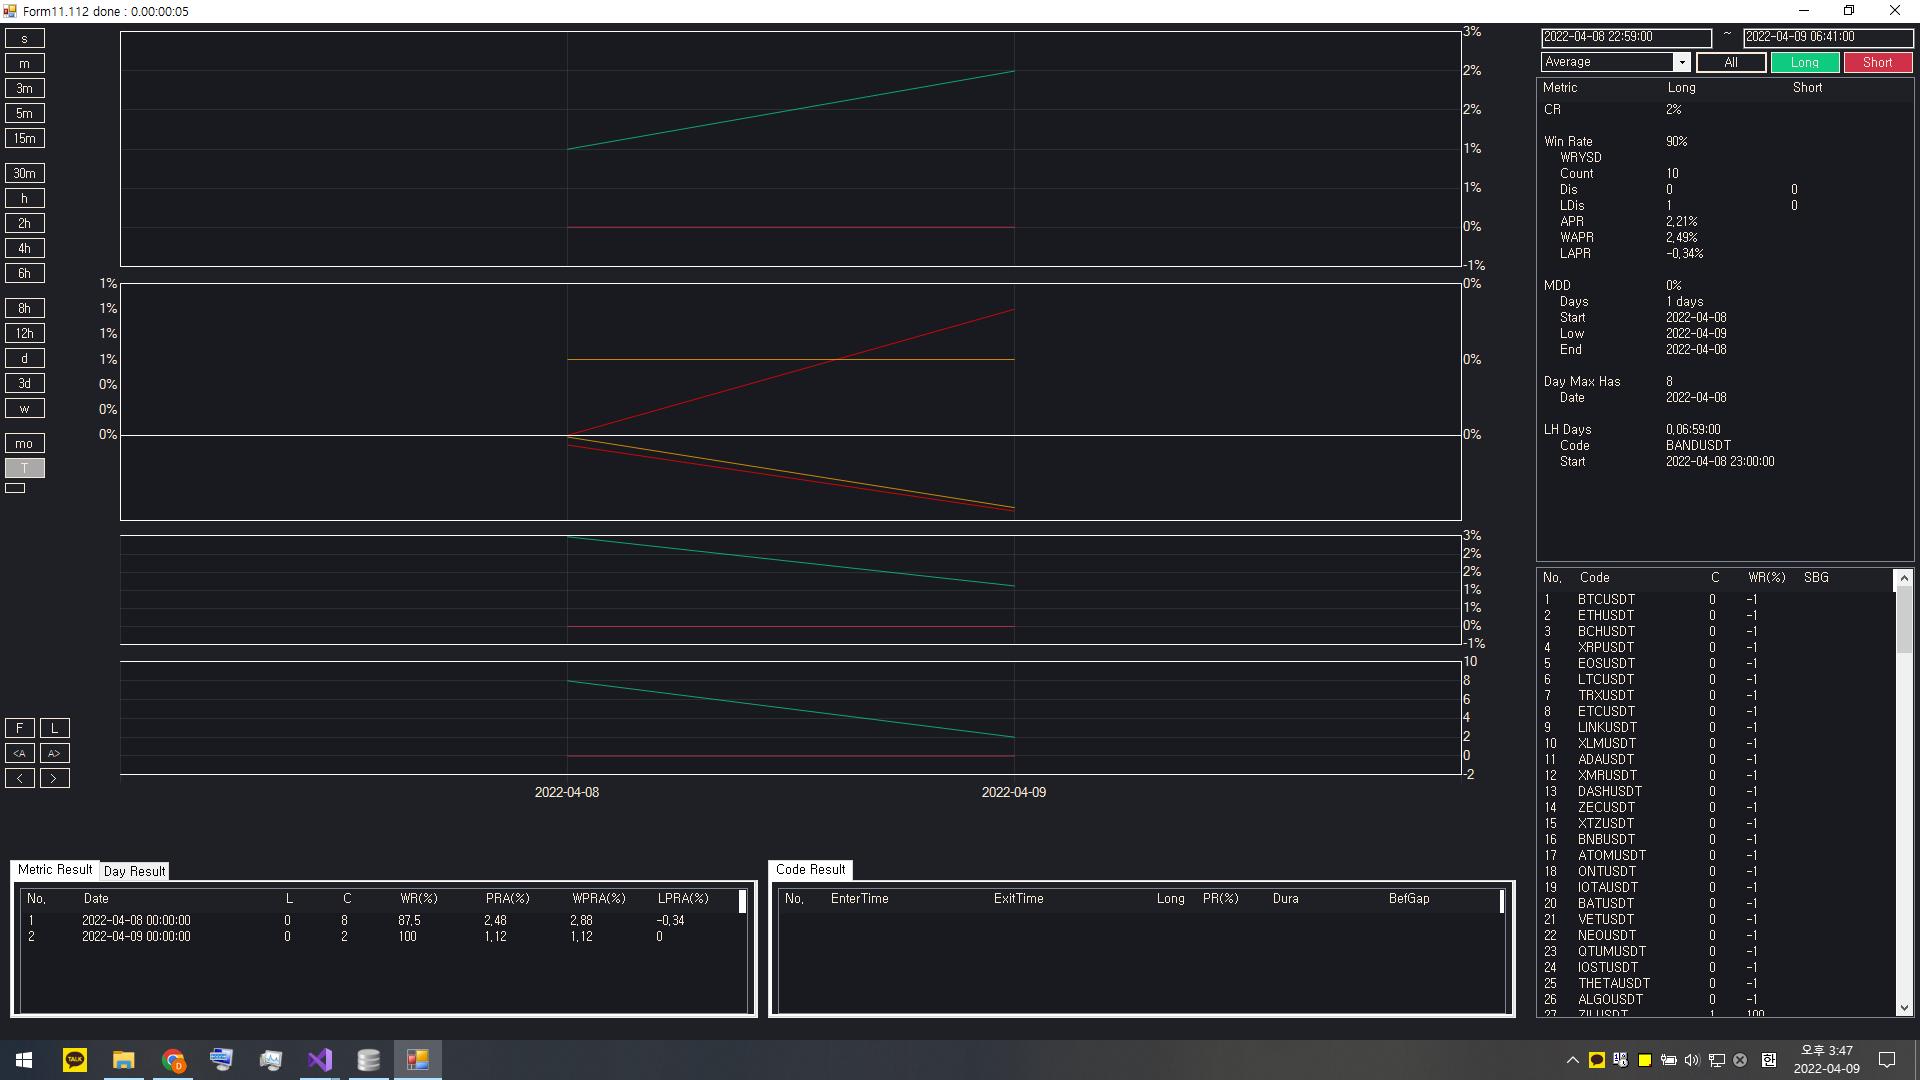 Form11.112 done : 0.00:00:05
s
m
3m
5m
15m
30m
h
2h
4h
6h
8h
12h
d
3d
w
mo
T
F L
<A A>
< >
3%
2%
2%
1%
1%
0%
-1%
1%
1%
1%
1%
0%
0%
0%
0%
0%
0%
3%
2%
2%
1%
1%
0%
-1%
10
8
6
4
2
0
-2
2022-04-08 2022-04-09
2022-04-08 22:59:00 ~ 2022-04-09 06:41:00
Average All Long Short
Metric Long Short
CR 2%
Win Rate 90%
WRYSD
Count 10
Dis 0 0
LDis 1 0
APR 2.21%
WAPR 2.49%
LAPR -0.34%
MDD 0%
Days 1 days
Start 2022-04-08
Low 2022-04-09
End 2022-04-08
Day Max Has 8
Date 2022-04-08
LH Days 0.06:59:00
Code BANDUSDT
Start 2022-04-08 23:00:00
No. Code C WR(%) SBG
1 BTCUSDT 0 -1
2 ETHUSDT 0 -1
3 BCHUSDT 0 -1
4 XRPUSDT 0 -1
5 EOSUSDT 0 -1
6 LTCUSDT 0 -1
7 TRXUSDT 0 -1
8 ETCUSDT 0 -1
9 LINKUSDT 0 -1
10 XLMUSDT 0 -1
11 ADAUSDT 0 -1
12 XMRUSDT 0 -1
13 DASHUSDT 0 -1
14 ZECUSDT 0 -1
15 XTZUSDT 0 -1
16 BNBUSDT 0 -1
17 ATOMUSDT 0 -1
18 ONTUSDT 0 -1
19 IOTAUSDT 0 -1
20 BATUSDT 0 -1
21 VETUSDT 0 -1
22 NEOUSDT 0 -1
23 QTUMUSDT 0 -1
24 IOSTUSDT 0 -1
25 THETAUSDT 0 -1
26 ALGOUSDT 0 -1
27 ZILUSDT 1 100
Metric Result Day Result
No. Date L C WR(%) PRA(%) WPRA(%) LPRA(%)
1 2022-04-08 00:00:00 0 8 87.5 2.48 2.88 -0.34
2 2022-04-09 00:00:00 0 2 100 1.12 1.12 0
Code Result
No. EnterTime ExitTime Long PR(%) Dura BefGap
TALK
오후 3:47
2022-04-09